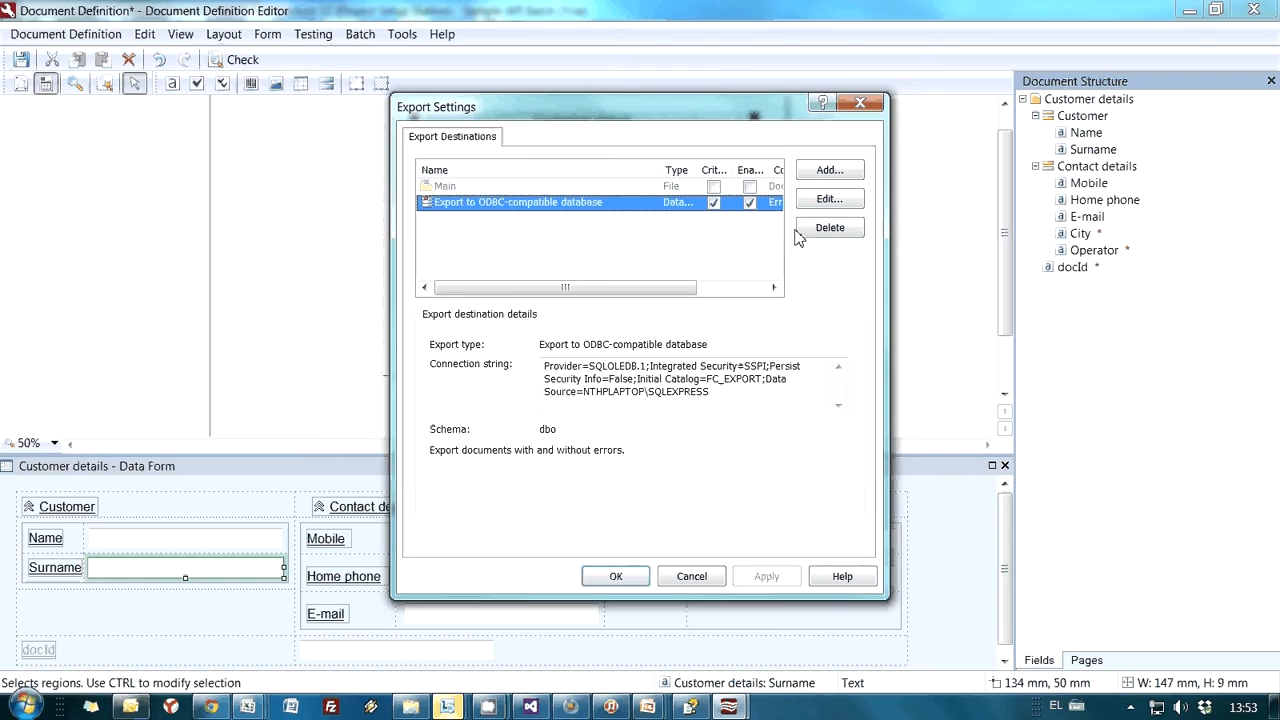 Document Definition* - Document Definition Editor
Document Definition Edit View Layout Form Testing Batch Tools Help
Check
Document Structure
Customer details
Customer
Name
Surname
Contact details
Mobile
Home phone
E-mail
City *
Operator *
docId *
Export Settings
Export Destinations
Name Type Crit... Ena... Co
Main File Doc
Export to ODBC-compatible database Data... Err
Add...
Edit...
Delete
Export destination details
Export type: Export to ODBC-compatible database
Connection string: Provider=SQLOLEDB.1;Integrated Security=SSPI;Persist
Security Info=False;Initial Catalog=FC_EXPORT;Data
Source=NTHPLAPTOP\SQLEXPRESS
Schema: dbo
Export documents with and without errors.
OK Cancel Apply Help
50%
Customer details - Data Form
Customer
Name
Surname
docId
Contact de
Mobile
Home phone
E-mail
Fields Pages
Selects regions. Use CTRL to modify selection
Customer details: Surname Text 134 mm, 50 mm W: 147 mm, H: 9 mm
EL 13:53